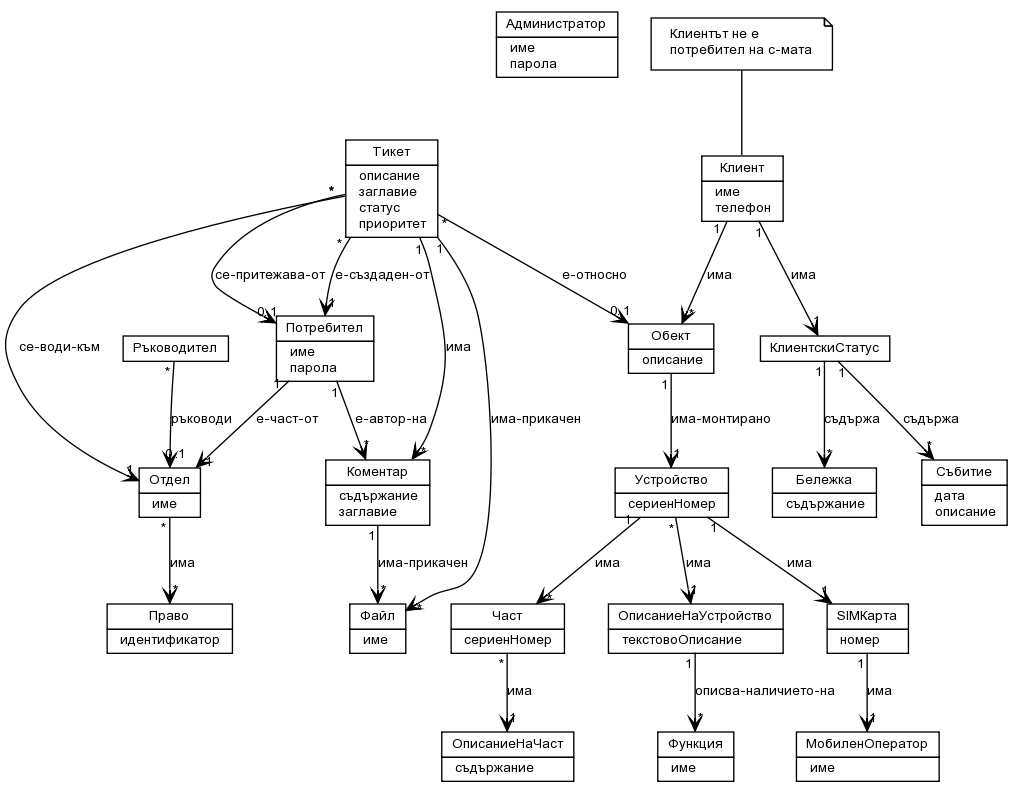 Администратор
име
парола
Клиентът не е
потребител на с-мата
Тикет
описание
заглавие
статус
приоритет
Клиент
име
телефон
*
*
1
1
*
1
1
се-притежава-от
е-създаден-от
е-относно
има
има
0..1
1
0..1
*
1
Потребител
име
парола
Обект
описание
КлиентскиСтатус
се-води-към
Ръководител
има
*
1
1
1
1
1
ръководи
е-част-от
е-автор-на
има-прикачен
има-монтирано
съдържа
съдържа
1
0..1
1
*
*
1
*
*
Отдел
име
Коментар
съдържание
заглавие
Устройство
сериенНомер
Бележка
съдържание
Събитие
дата
описание
*
1
1
*
1
има
има-прикачен
има
има
има
*
*
*
*
1
1
Право
идентификатор
Файл
име
Част
сериенНомер
ОписаниеНаУстройство
текстовоОписание
SIMКарта
номер
*
1
1
има
описва-наличието-на
има
1
*
1
ОписаниеНаЧаст
съдържание
Функция
име
МобиленОператор
име